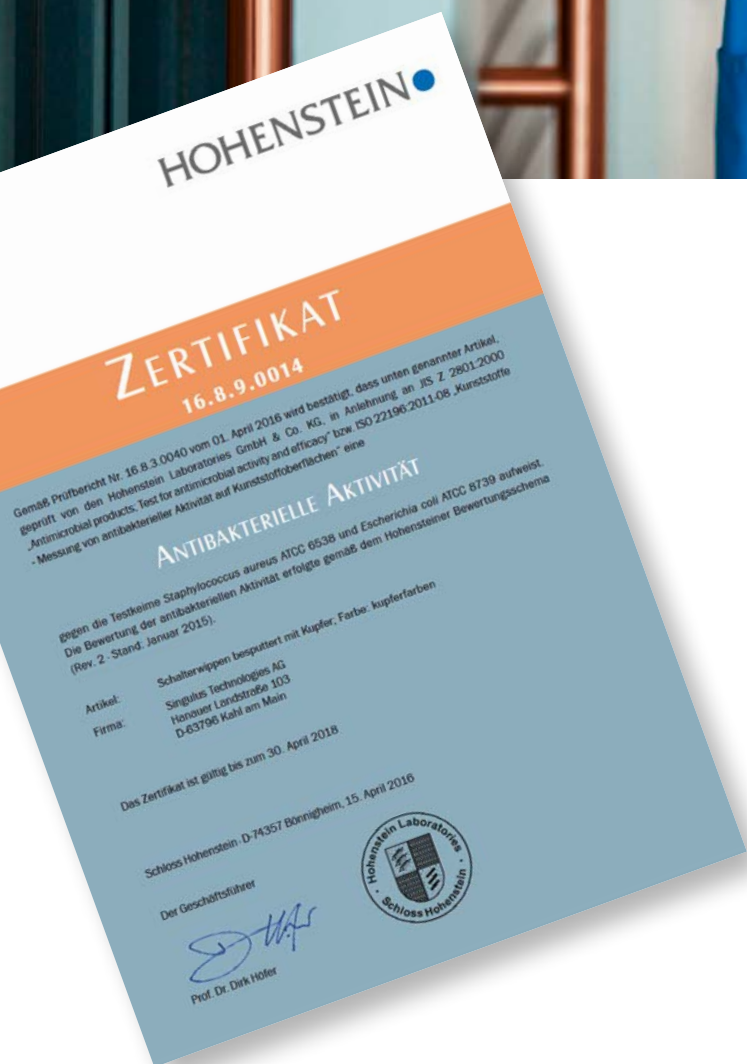 HOHENSTEIN
ZERTIFIKAT
16.8.9.0014
Gemäß Prüfbericht Nr. 16.8.3.0040 vom 01. April 2016 wird bestätigt, dass unten genannter Artikel,
geprüft von den Hohenstein Laboratories GmbH & Co. KG, in Anlehnung an JIS Z 2801:2000
„Antimicrobial products; Test for antimicrobial activity and efficacy" bzw. ISO 22196:2011-08 „Kunststoffe
- Messung von antibakterieller Aktivität auf Kunststoffoberflächen" eine
ANTIBAKTERIELLE AKTIVITÄT
gegen die Testkeime Staphylococcus aureus ATCC 6538 und Escherichia coli ATCC 8739 aufweist.
Die Bewertung der antibakteriellen Aktivität erfolgte gemäß dem Hohensteiner Bewertungsschema
(Rev. 2 - Stand: Januar 2015).
Artikel: Schalterwippen besputtert mit Kupfer; Farbe: kupferfarben
Firma: Singulus Technologies AG
Hanauer Landstraße 103
D-63796 Kahl am Main
Das Zertifikat ist gültig bis zum 30. April 2018
Schloss Hohenstein · D-74357 Bönnigheim, 15. April 2016
Der Geschäftsführer
Prof. Dr. Dirk Höfer
Hohenstein Laboratories
Schloss Hohenstein